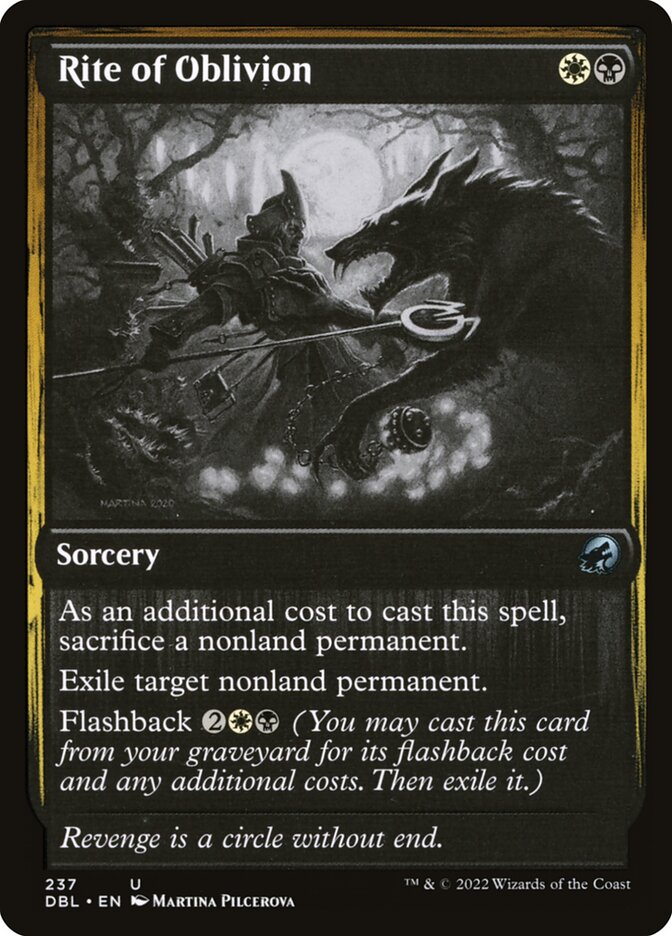 Rite of Oblivion
MARTINA 2020
Sorcery
As an additional cost to cast this spell,
sacrifice a nonland permanent.
Exile target nonland permanent.
Flashback 2 (You may cast this card
from your graveyard for its flashback cost
and any additional costs. Then exile it.)
Revenge is a circle without end.
237 U
DBL • EN MARTINA PILCEROVA
™ & © 2022 Wizards of the Coast